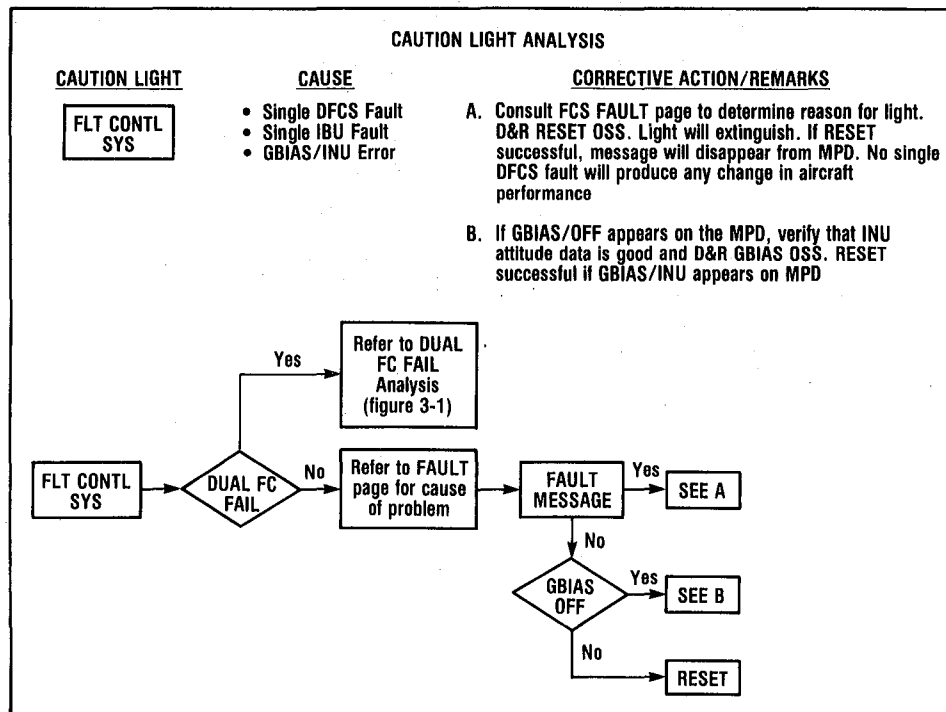 CAUTION LIGHT ANALYSIS
CAUTION LIGHT
CAUSE
CORRECTIVE ACTION/REMARKS
FLT CONTL
SYS
• Single DFCS Fault
• Single IBU Fault
• GBIAS/INU Error
A. Consult FCS FAULT page to determine reason for light.
D&R RESET OSS. Light will extinguish. If RESET
successful, message will disappear from MPD. No single
DFCS fault will produce any change in aircraft
performance
B. If GBIAS/OFF appears on the MPD, verify that INU
attitude data is good and D&R GBIAS OSS. RESET
successful if GBIAS/INU appears on MPD
Yes
Refer to DUAL
FC FAIL
Analysis
(figure 3-1)
FLT CONTL
SYS
DUAL FC
FAIL
No
Refer to FAULT
page for cause
of problem
FAULT
MESSAGE
Yes
SEE A
No
GBIAS
OFF
Yes
SEE B
No
RESET